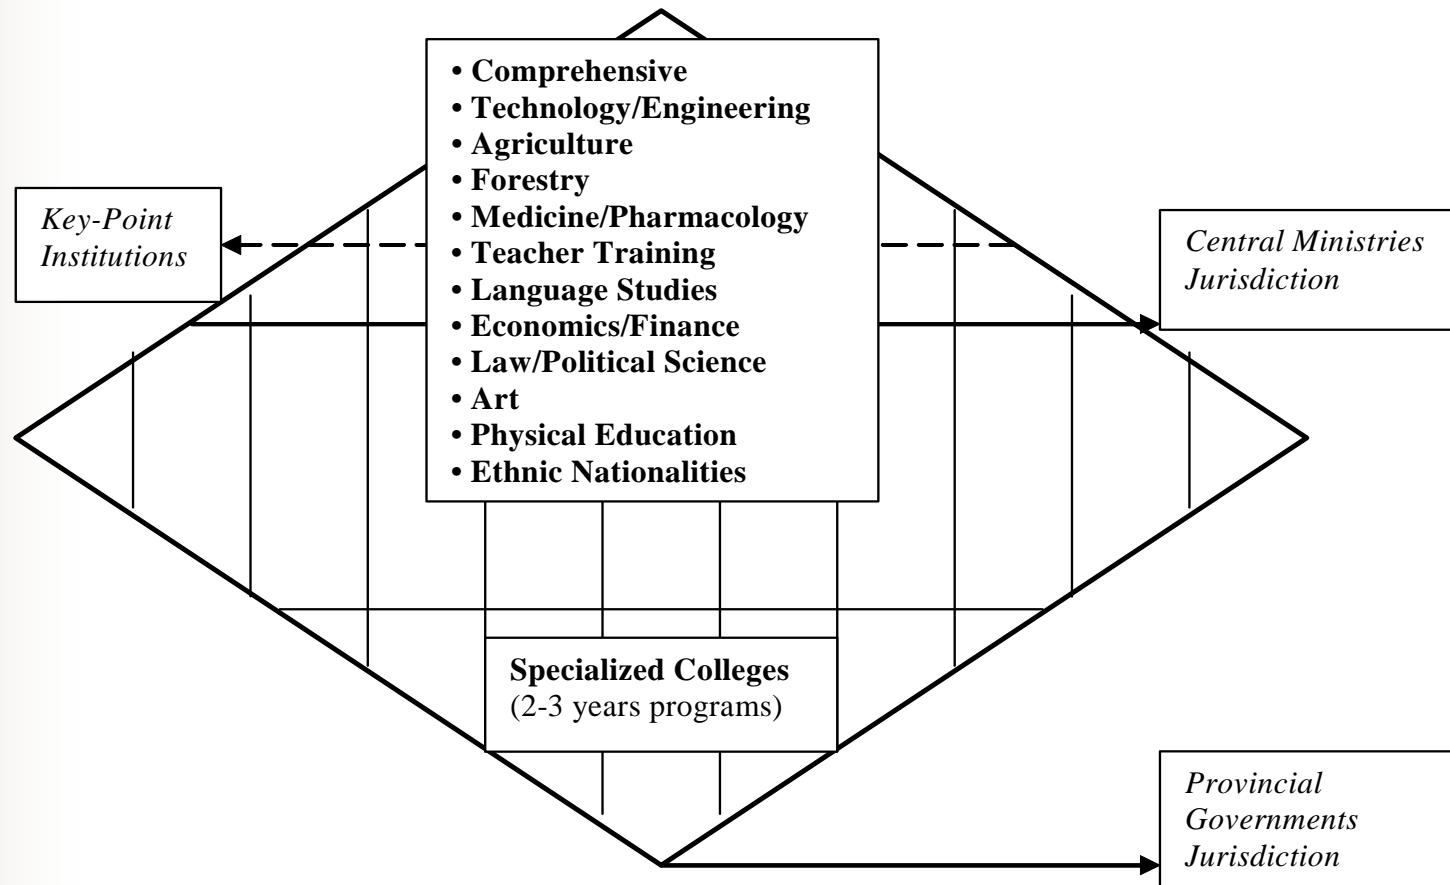 • Comprehensive
• Technology/Engineering
• Agriculture
• Forestry
• Medicine/Pharmacology
• Teacher Training
• Language Studies
• Economics/Finance
• Law/Political Science
• Art
• Physical Education
• Ethnic Nationalities
Key-Point
Institutions
Central Ministries
Jurisdiction
Specialized Colleges
(2-3 years programs)
Provincial
Governments
Jurisdiction